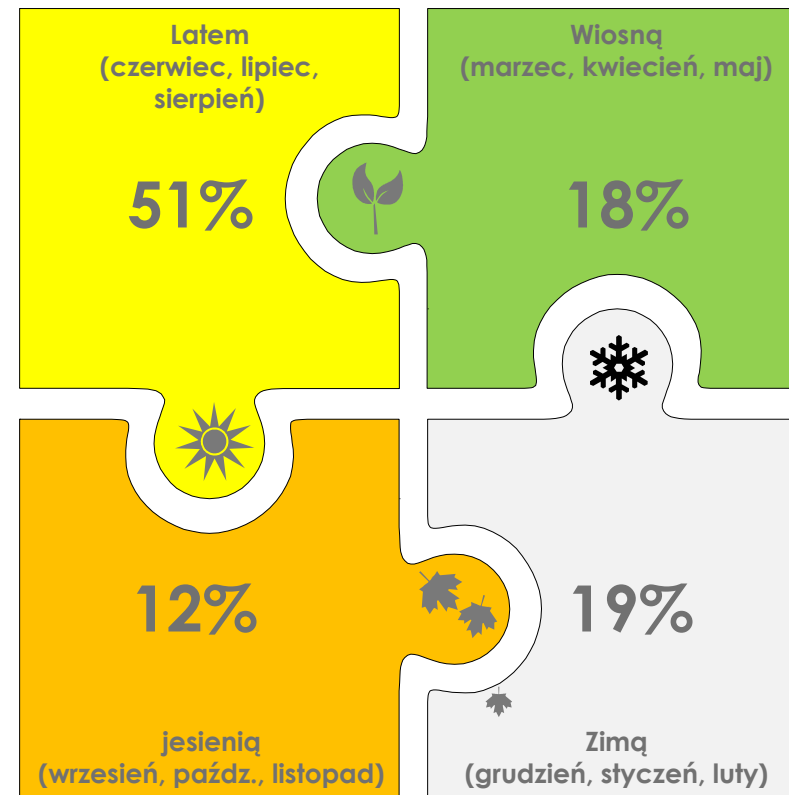 Latem
(czerwiec, lipiec,
sierpień)
51%
Wiosną
(marzec, kwiecień, maj)
18%
12%
jesienią
(wrzesień, paźdz., listopad)
19%
Zimą
(grudzień, styczeń, luty)